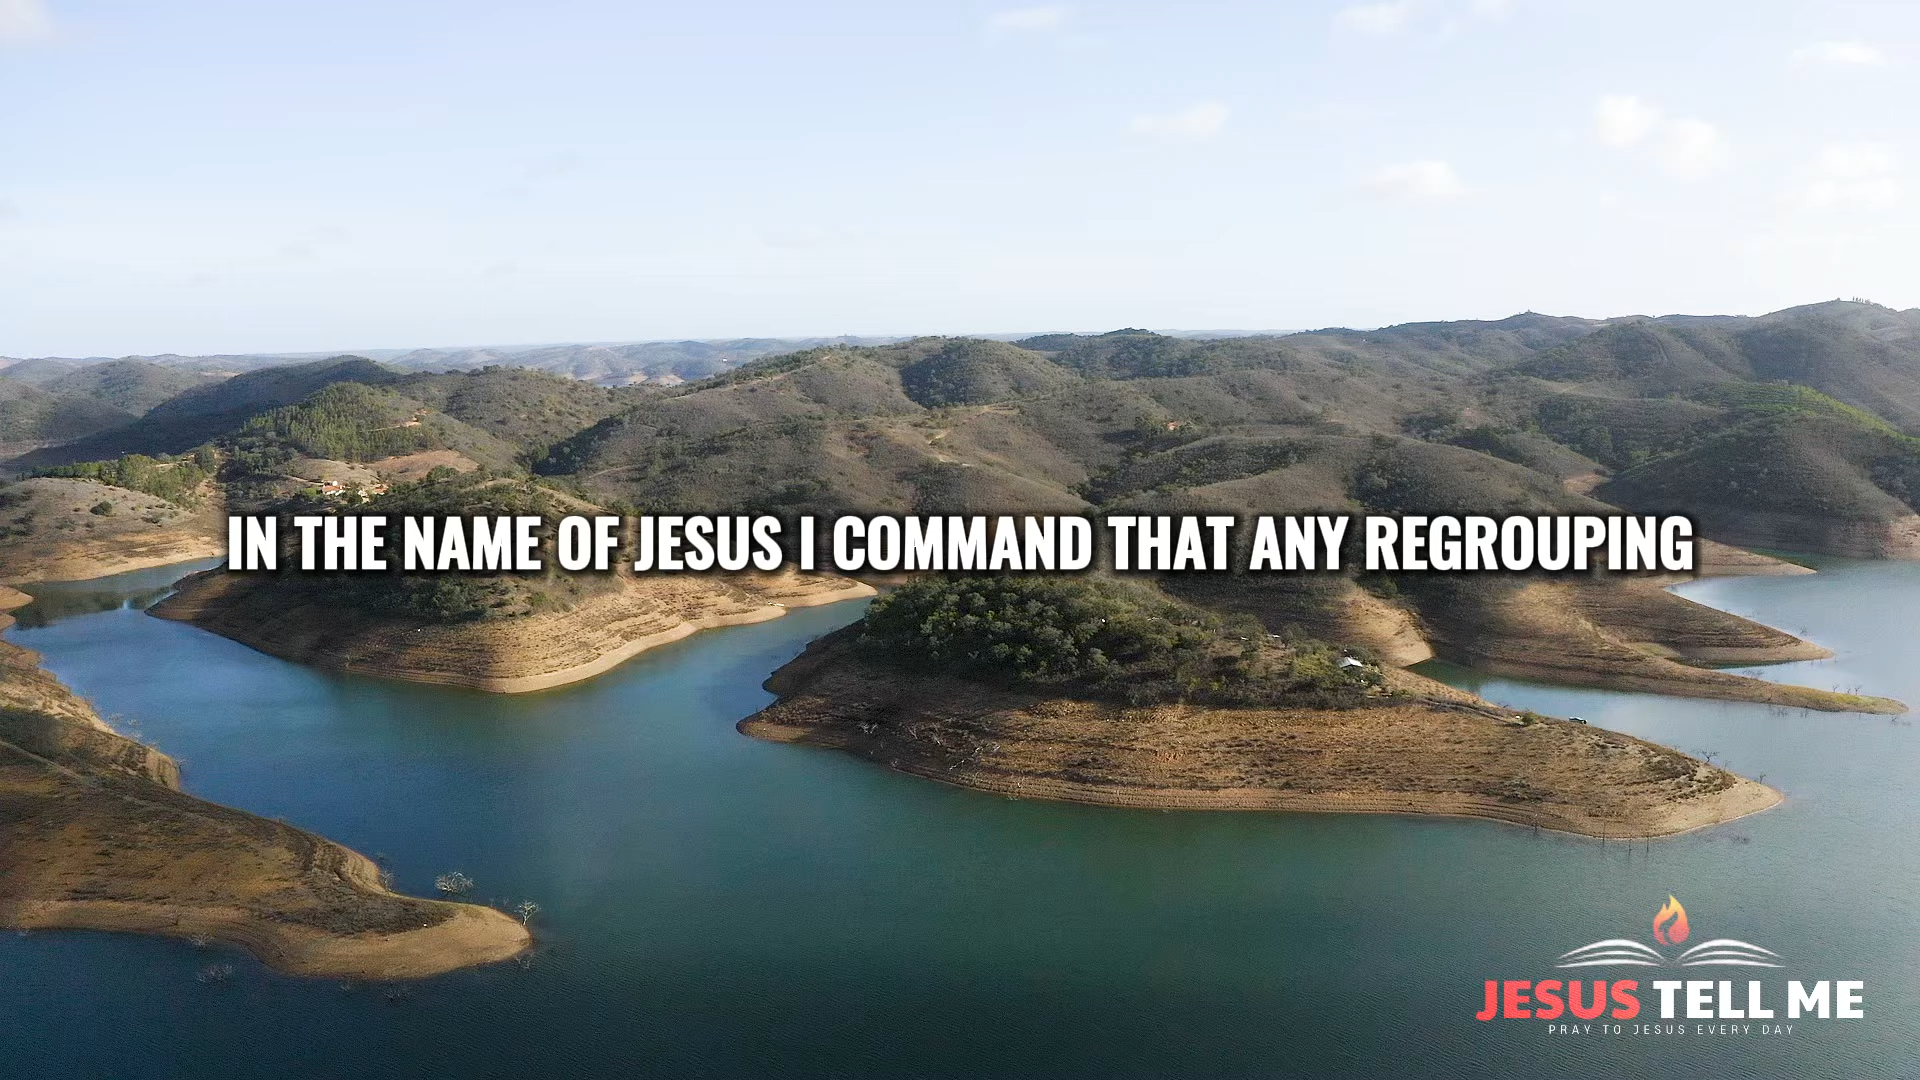 IN THE NAME OF JESUS I COMMAND THAT ANY REGROUPING
JESUS TELL ME
PRAY TO JESUS EVERY DAY